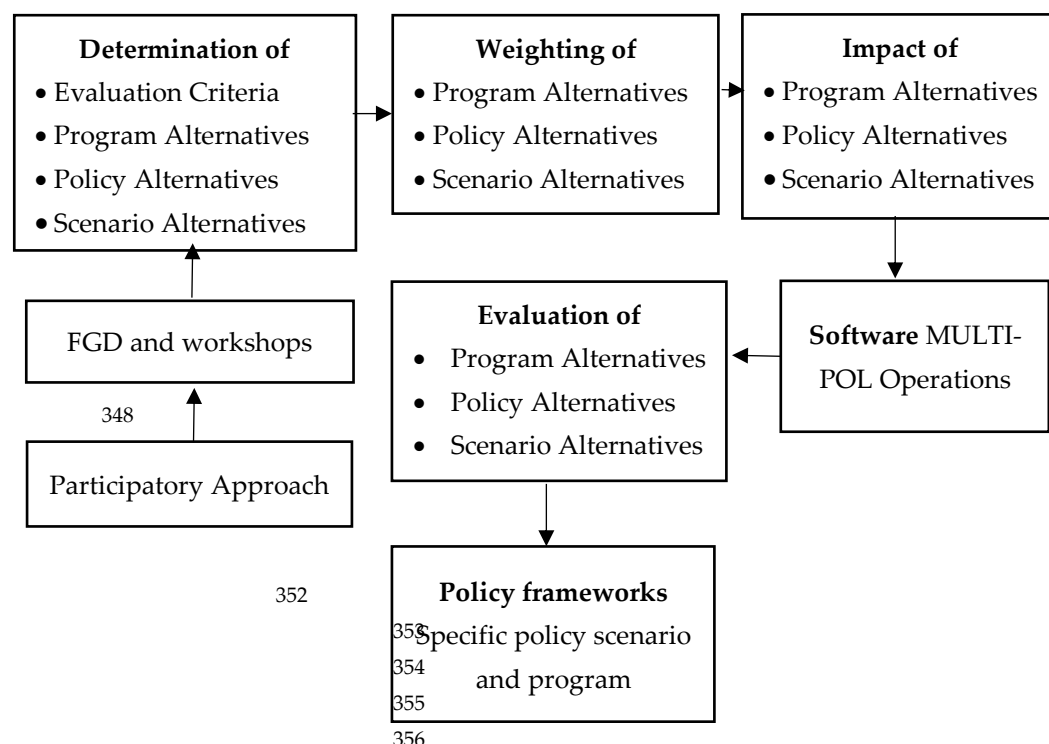 Determination of
• Evaluation Criteria
• Program Alternatives
• Policy Alternatives
• Scenario Alternatives
Weighting of
• Program Alternatives
• Policy Alternatives
• Scenario Alternatives
Impact of
• Program Alternatives
• Policy Alternatives
• Scenario Alternatives
FGD and workshops
348
Participatory Approach
Evaluation of
• Program Alternatives
• Policy Alternatives
• Scenario Alternatives
Software MULTI-
POL Operations
352
Policy frameworks
353
Specific policy scenario
354
and program
355
356